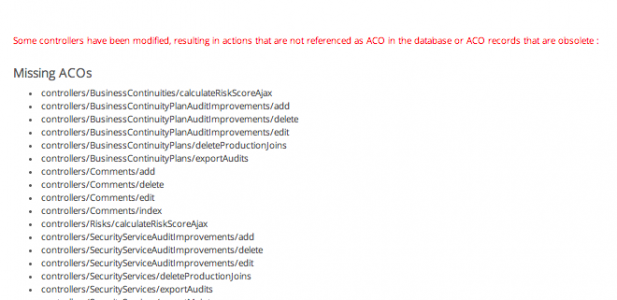 Some controllers have been modified, resulting in actions that are not referenced as ACO in the database or ACO records that are obsolete :
Missing ACOs
controllers/BusinessContinuities/calculateRiskScoreAjax
controllers/BusinessContinuityPlanAuditImprovements/add
controllers/BusinessContinuityPlanAuditImprovements/delete
controllers/BusinessContinuityPlanAuditImprovements/edit
controllers/BusinessContinuityPlans/deleteProductionJoins
controllers/BusinessContinuityPlans/exportAudits
controllers/Comments/add
controllers/Comments/delete
controllers/Comments/edit
controllers/Comments/index
controllers/Risks/calculateRiskScoreAjax
controllers/SecurityServiceAuditImprovements/add
controllers/SecurityServiceAuditImprovements/delete
controllers/SecurityServiceAuditImprovements/edit
controllers/SecurityServices/deleteProductionJoins
controllers/SecurityServices/exportAudits